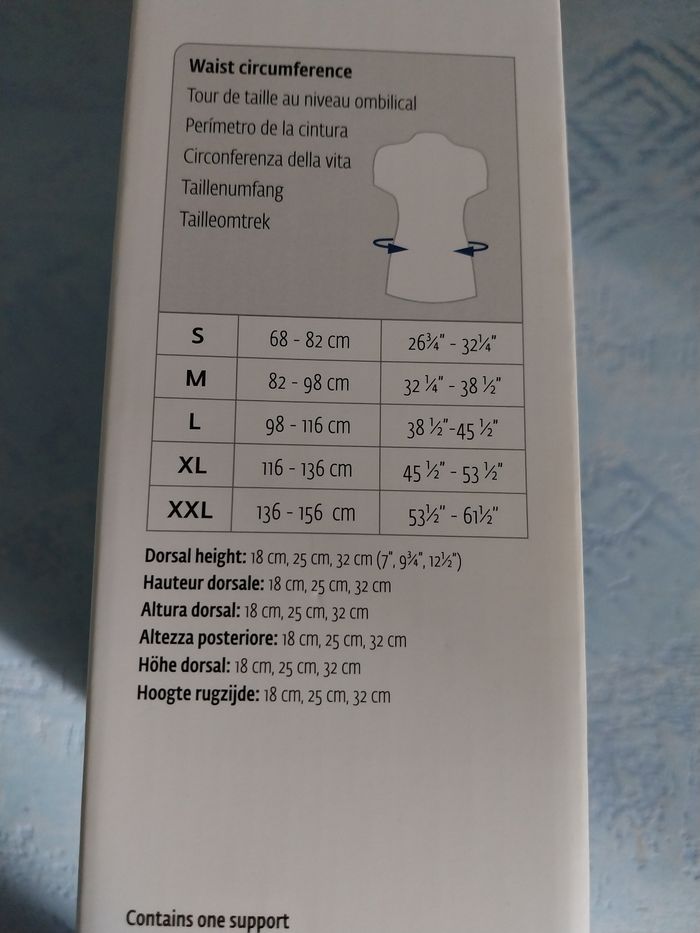 Waist circumference
Tour de taille au niveau ombilical
Perímetro de la cintura
Circonferenza della vita
Taillenumfang
Tailleomtrek
S 68 - 82 cm 26¾" - 32¼"
M 82 - 98 cm 32 ¼" - 38 ½"
L 98 - 116 cm 38 ½"-45 ½"
XL 116 - 136 cm 45 ½" - 53 ½"
XXL 136 - 156 cm 53½" - 61½"
Dorsal height: 18 cm, 25 cm, 32 cm (7", 9¾", 12½")
Hauteur dorsale: 18 cm, 25 cm, 32 cm
Altura dorsal: 18 cm, 25 cm, 32 cm
Altezza posteriore: 18 cm, 25 cm, 32 cm
Höhe dorsal: 18 cm, 25 cm, 32 cm
Hoogte rugzijde: 18 cm, 25 cm, 32 cm
Contains one support